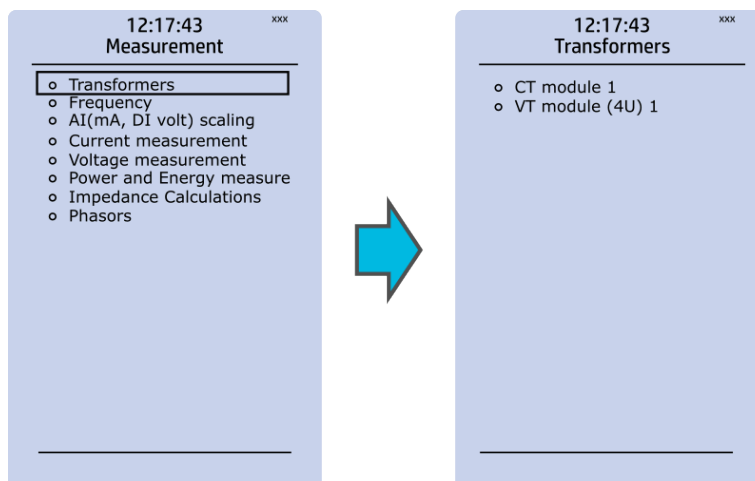 12:17:43 xxx
Measurement
Transformers
Frequency
AI(mA, DI volt) scaling
Current measurement
Voltage measurement
Power and Energy measure
Impedance Calculations
Phasors
12:17:43 xxx
Transformers
CT module 1
VT module (4U) 1